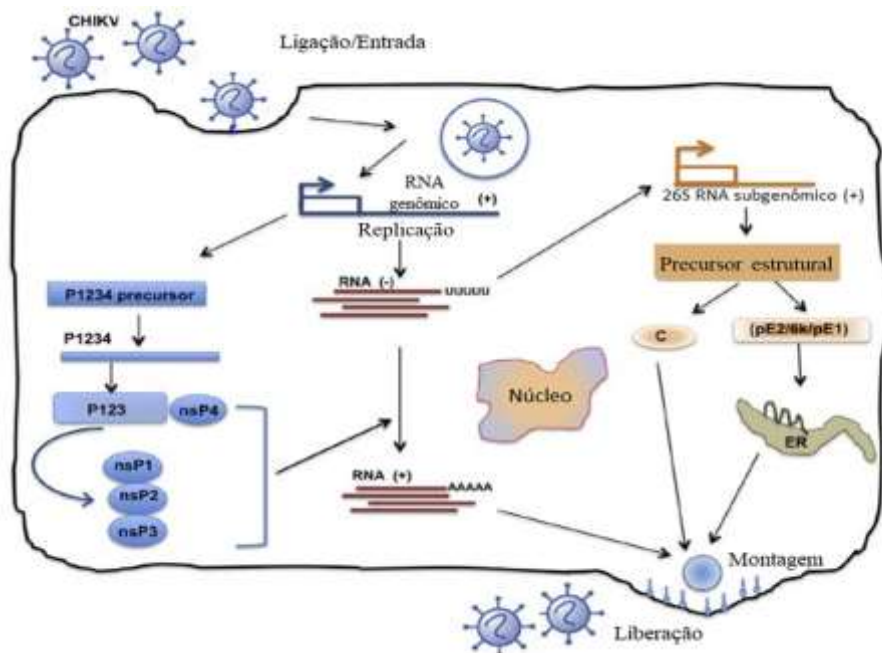 CHIKV
Ligação/Entrada
RNA
genômico (+)
Replicação
26S RNA subgenômico (+)
Precursor estrutural
P1234 precursor
RNA (-)
UUUUU
P1234
C
(pE2/6k/pE1)
P123
nsP4
Núcleo
ER
nsP1
nsP2
nsP3
RNA (+)
AAAAA
Montagem
Liberação